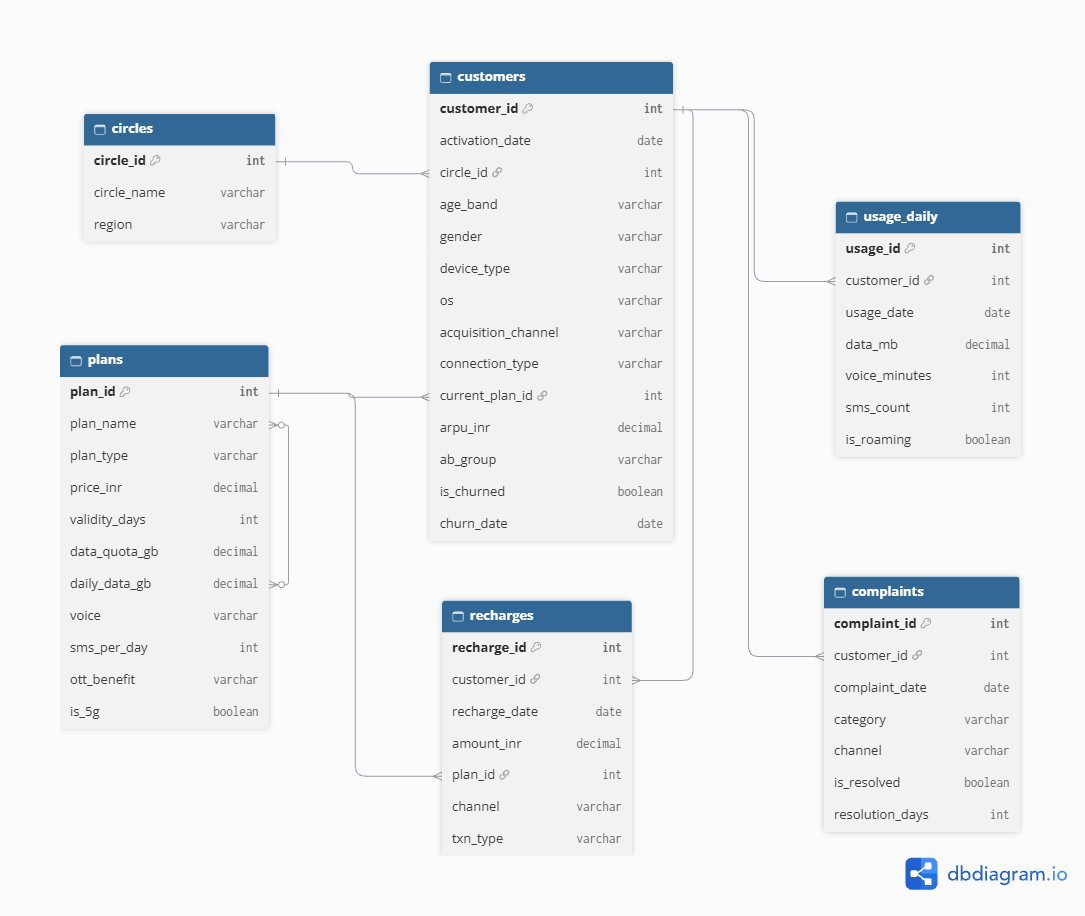 circles
circle_id int
circle_name varchar
region varchar
customers
customer_id int
activation_date date
circle_id int
age_band varchar
gender varchar
device_type varchar
os varchar
acquisition_channel varchar
connection_type varchar
current_plan_id int
arpu_inr decimal
ab_group varchar
is_churned boolean
churn_date date
usage_daily
usage_id int
customer_id int
usage_date date
data_mb decimal
voice_minutes int
sms_count int
is_roaming boolean
plans
plan_id int
plan_name varchar
plan_type varchar
price_inr decimal
validity_days int
data_quota_gb decimal
daily_data_gb decimal
voice varchar
sms_per_day int
ott_benefit varchar
is_5g boolean
recharges
recharge_id int
customer_id int
recharge_date date
amount_inr decimal
plan_id int
channel varchar
txn_type varchar
complaints
complaint_id int
customer_id int
complaint_date date
category varchar
channel varchar
is_resolved boolean
resolution_days int
dbdiagram.io